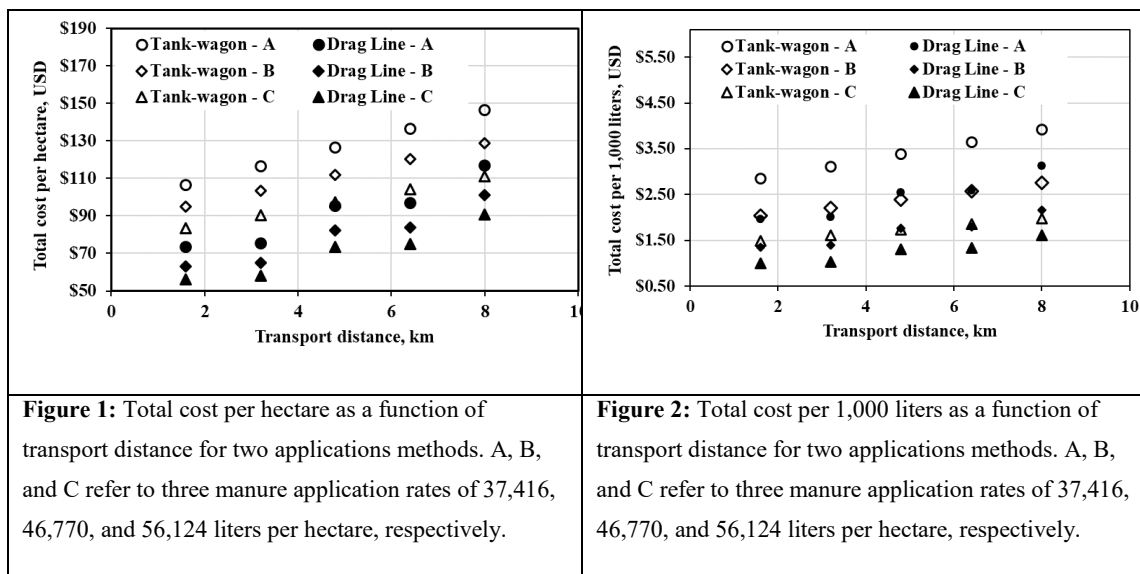 $190
$170
$150
$130
$110
$90
$70
$50
Total cost per hectare, USD
Tank-wagon - A
Drag Line - A
Tank-wagon - B
Drag Line - B
Tank-wagon - C
Drag Line - C
0 2 4 6 8 10
Transport distance, km
$5.50
$4.50
$3.50
$2.50
$1.50
$0.50
Total cost per 1,000 liters, USD
Tank-wagon - A
Drag Line - A
Tank-wagon - B
Drag Line - B
Tank-wagon - C
Drag Line - C
0 2 4 6 8 10
Transport distance, km
Figure 1: Total cost per hectare as a function of
transport distance for two applications methods. A, B,
and C refer to three manure application rates of 37,416,
46,770, and 56,124 liters per hectare, respectively.
Figure 2: Total cost per 1,000 liters as a function of
transport distance for two applications methods. A, B,
and C refer to three manure application rates of 37,416,
46,770, and 56,124 liters per hectare, respectively.